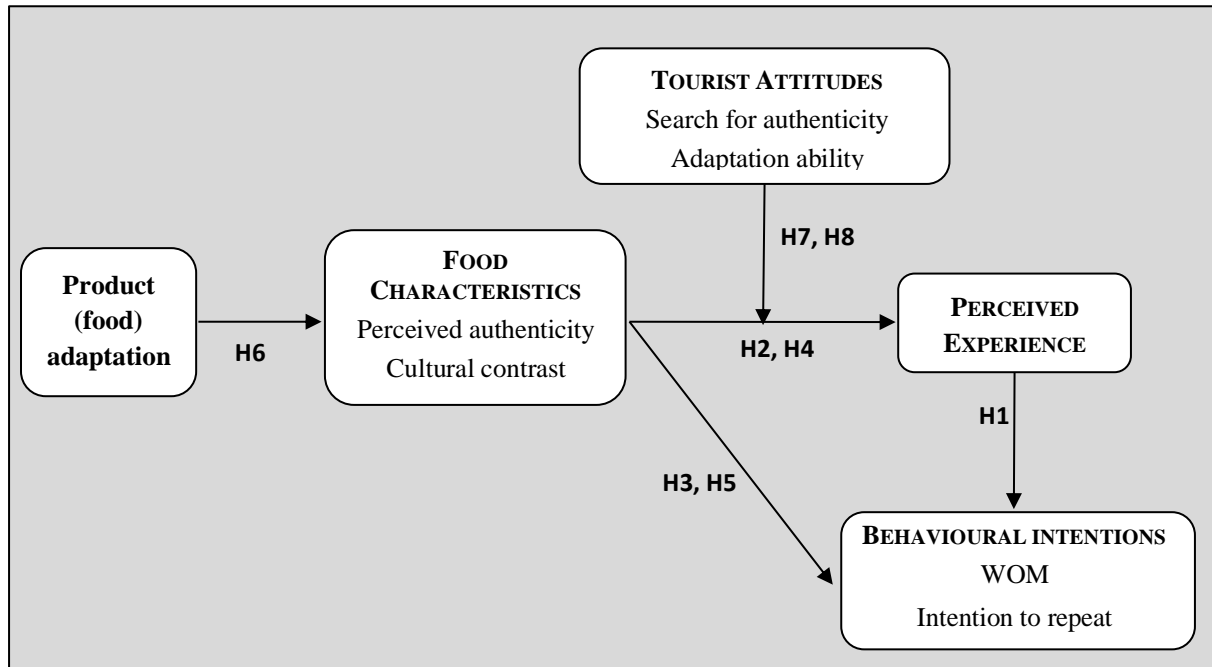 TOURIST ATTITUDES
Search for authenticity
Adaptation ability
H7, H8
Product
(food)
adaptation
H6
FOOD
CHARACTERISTICS
Perceived authenticity
Cultural contrast
H2, H4
PERCEIVED
EXPERIENCE
H1
H3, H5
BEHAVIOURAL INTENTIONS
WOM
Intention to repeat